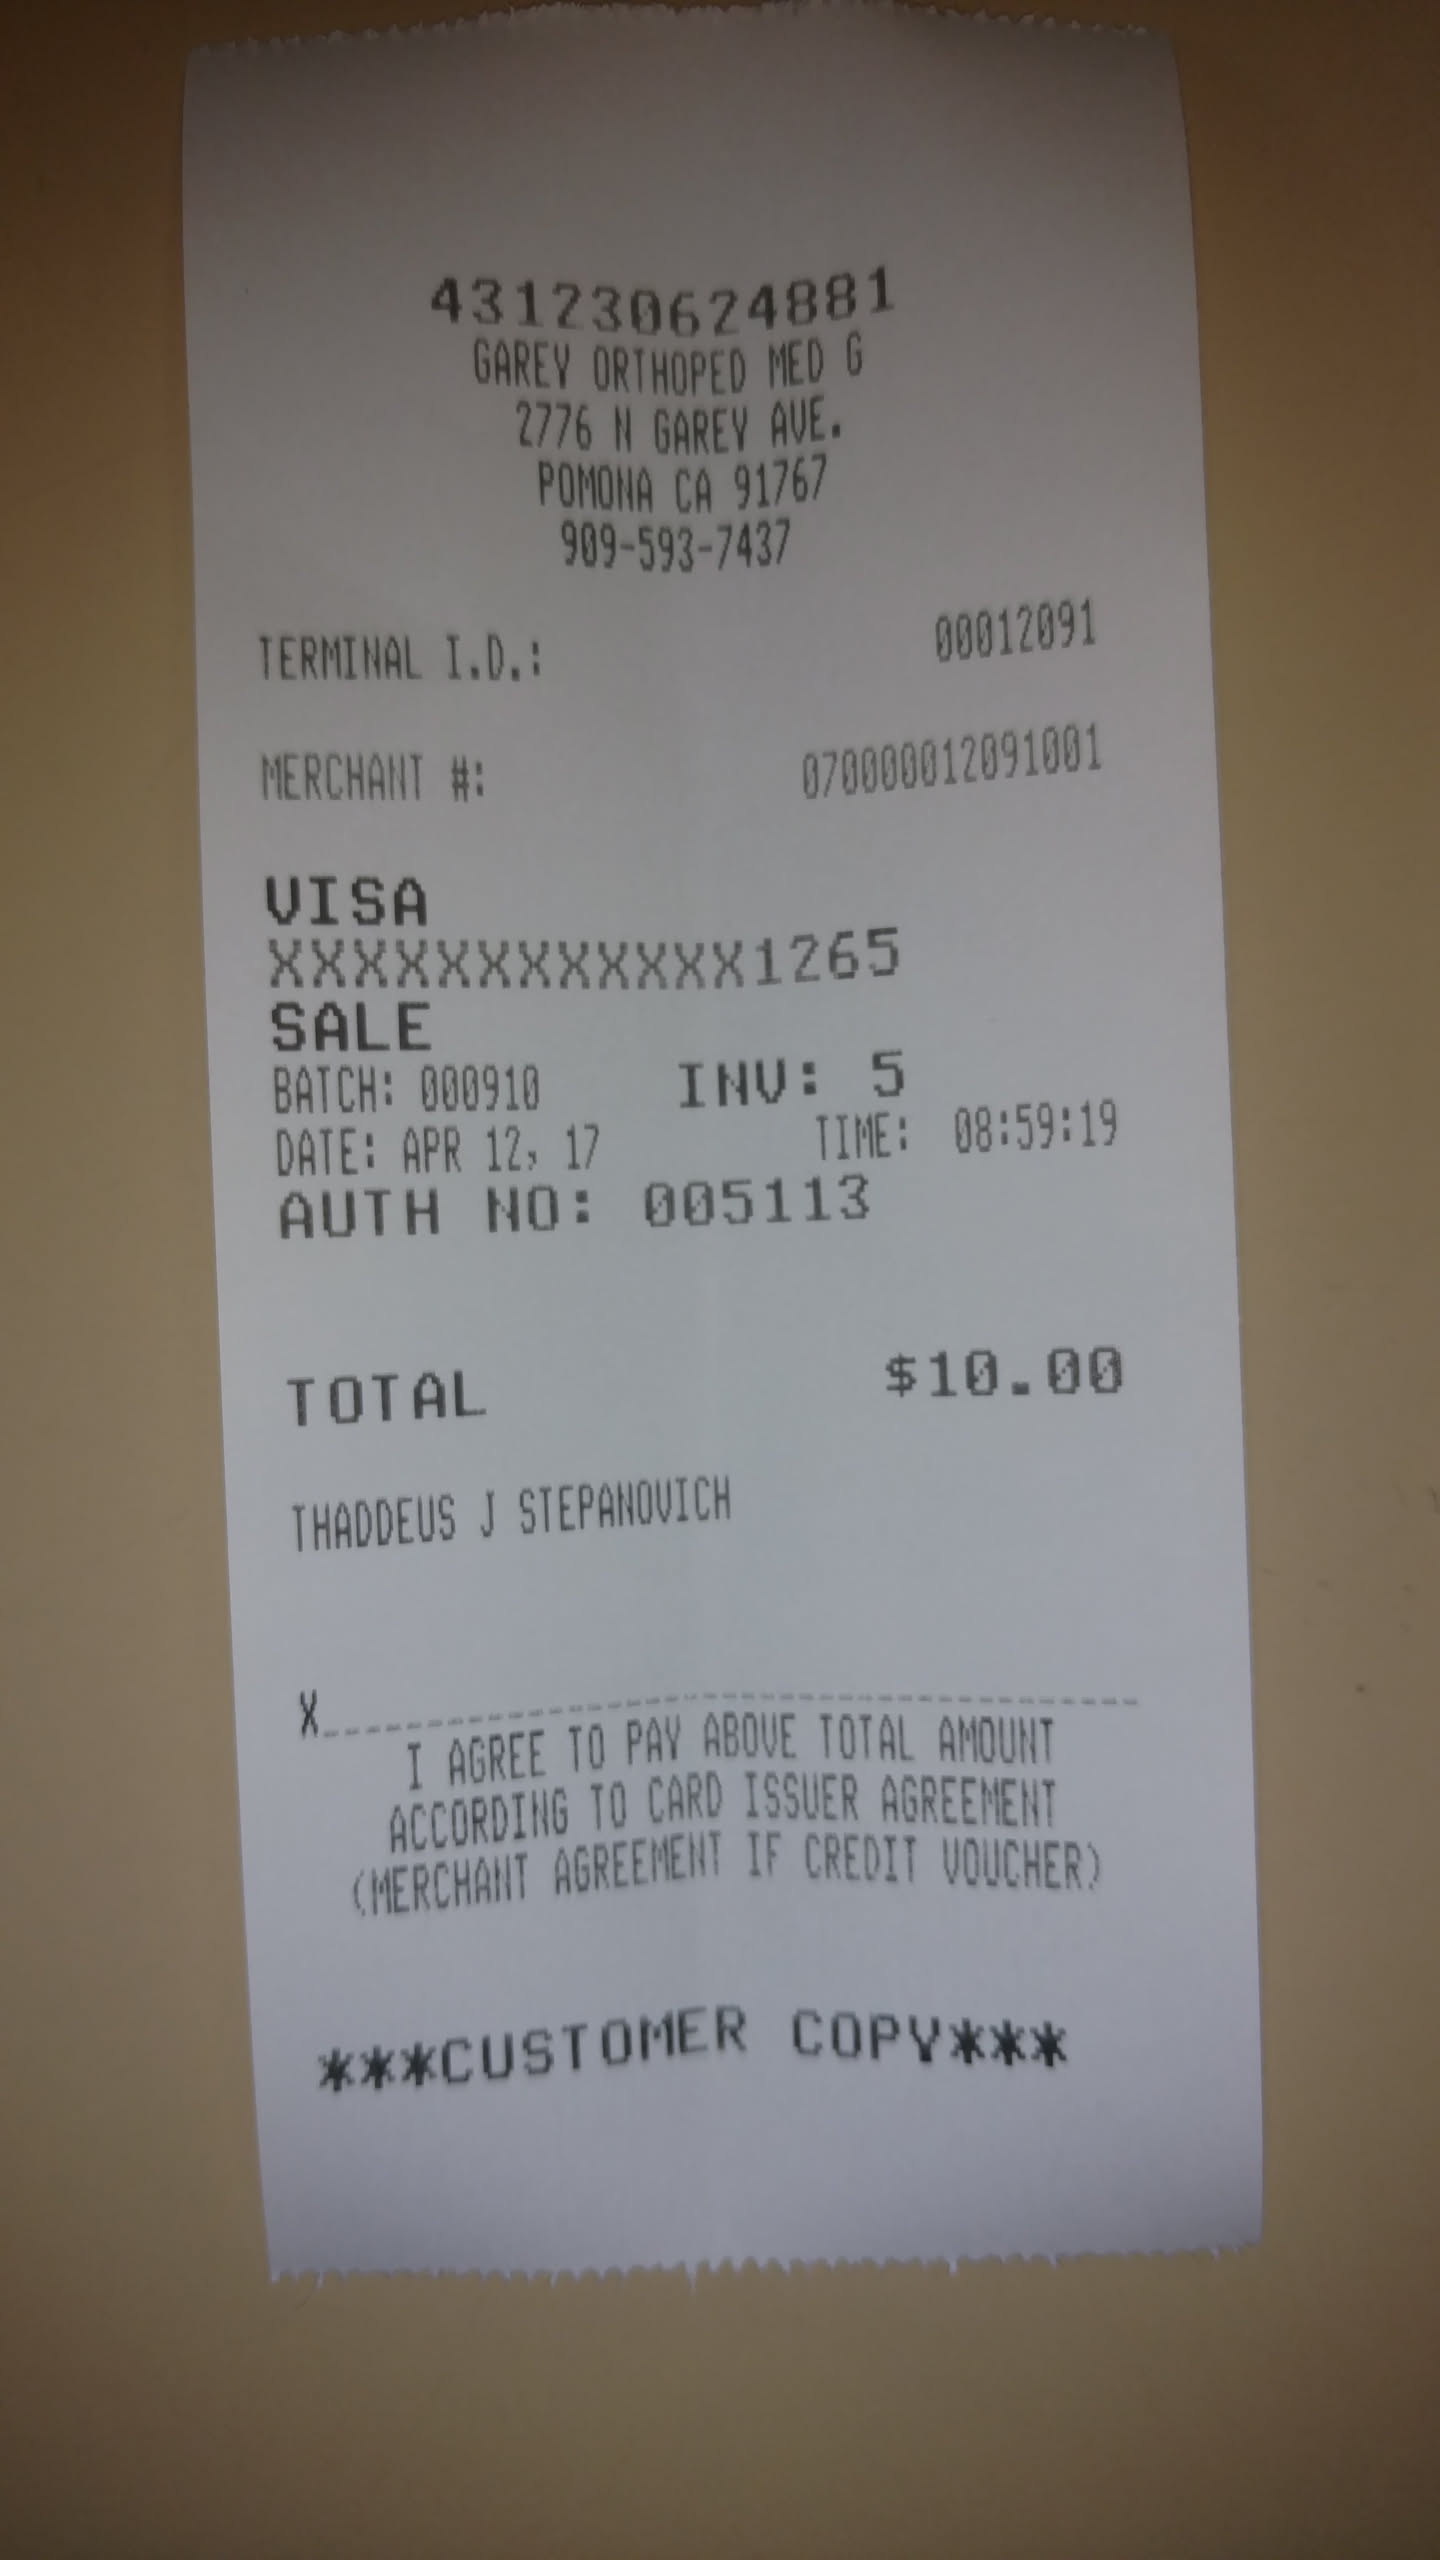 431230624881
GAREY ORTHOPED MED G
2776 N GAREY AVE.
POMONA CA 91767
909-593-7437
TERMINAL I.D.: 00012091
MERCHANT #: 070000012091001
VISA
XXXXXXXXXXXX1265
SALE
BATCH: 000910 INV: 5
DATE: APR 12, 17 TIME: 08:59:19
AUTH NO: 005113
TOTAL $10.00
THADDEUS J STEPANOVICH
X
I AGREE TO PAY ABOVE TOTAL AMOUNT
ACCORDING TO CARD ISSUER AGREEMENT
(MERCHANT AGREEMENT IF CREDIT VOUCHER)
***CUSTOMER COPY***